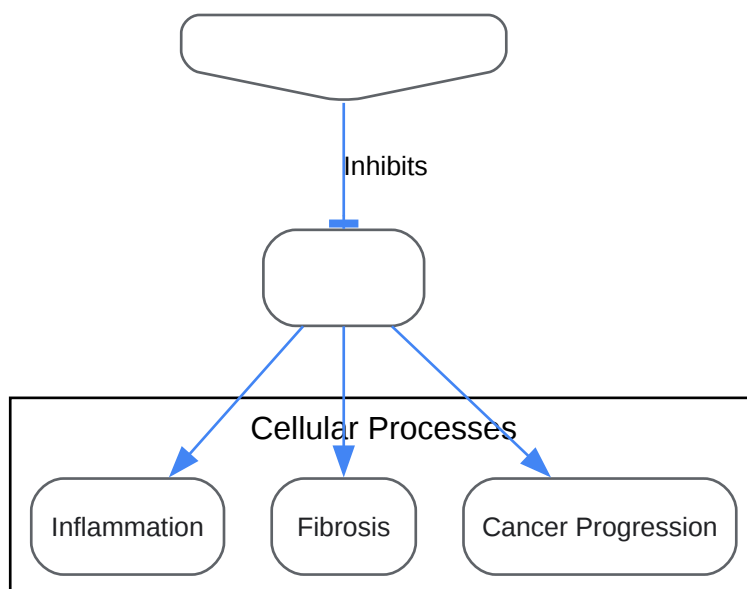 Inhibits
Cellular Processes
Inflammation
Fibrosis
Cancer Progression